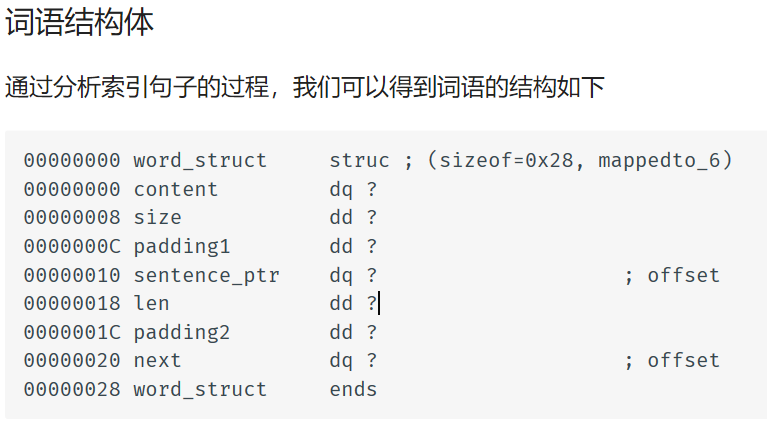 词语结构体
通过分析索引句子的过程，我们可以得到词语的结构如下
00000000 word_struct     struc ; (sizeof=0x28, mappedto_6)
00000000 content         dq ?
00000008 size            dd ?
0000000C padding1        dd ?
00000010 sentence_ptr    dq ?                    ; offset
00000018 len             dd ?
0000001C padding2        dd ?
00000020 next            dq ?                    ; offset
00000028 word_struct     ends